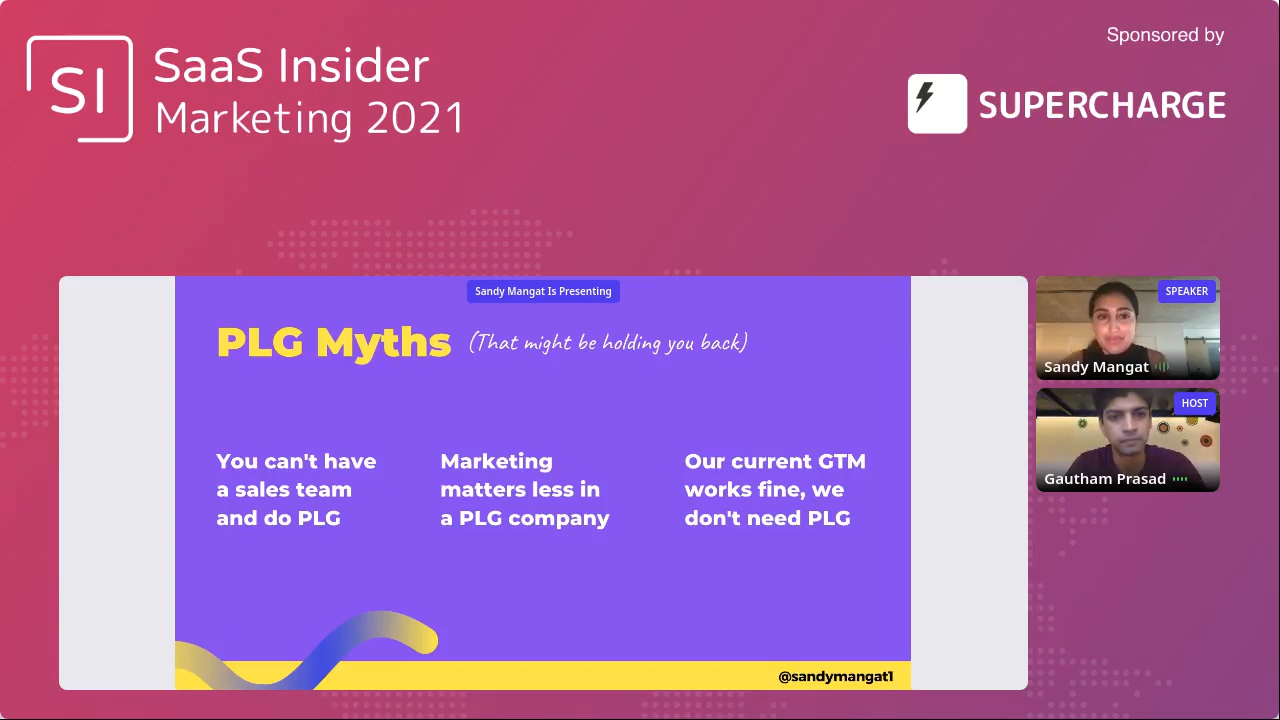 SI
SaaS Insider
Marketing 2021
Sponsored by
SUPERCHARGE
Sandy Mangat Is Presenting
PLG Myths (That might be holding you back)
You can't have
a sales team
and do PLG
Marketing
matters less in
a PLG company
Our current GTM
works fine, we
don't need PLG
@sandymangat1
SPEAKER
Sandy Mangat
HOST
Gautham Prasad